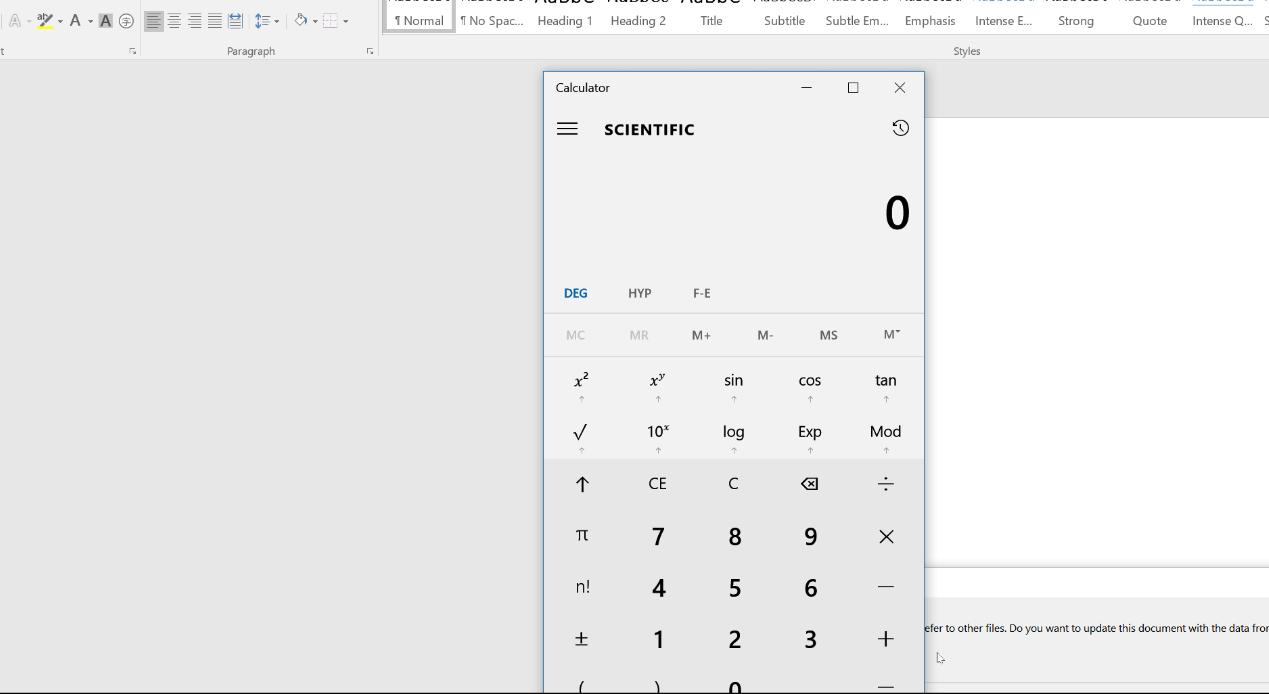 ¶ Normal ¶ No Spac... Heading 1 Heading 2 Title Subtitle Subtle Em... Emphasis Intense E... Strong Quote Intense Q...
t Paragraph Styles
Calculator
SCIENTIFIC
0
DEG HYP F-E
MC MR M+ M- MS M˅
x² xʸ sin cos tan
√ 10ˣ log Exp Mod
↑ CE C ÷
π 7 8 9 ×
n! 4 5 6 −
efer to other files. Do you want to update this document with the data fro
± 1 2 3 +
( ) 0